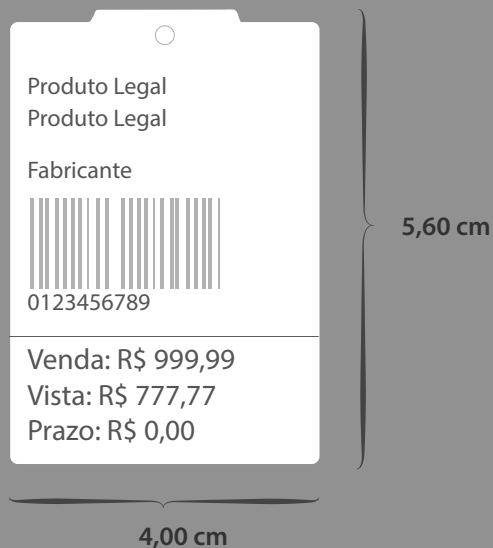 Produto Legal
Produto Legal
Fabricante
0123456789
Venda: R$ 999,99
Vista: R$ 777,77
Prazo: R$ 0,00
5,60 cm
4,00 cm